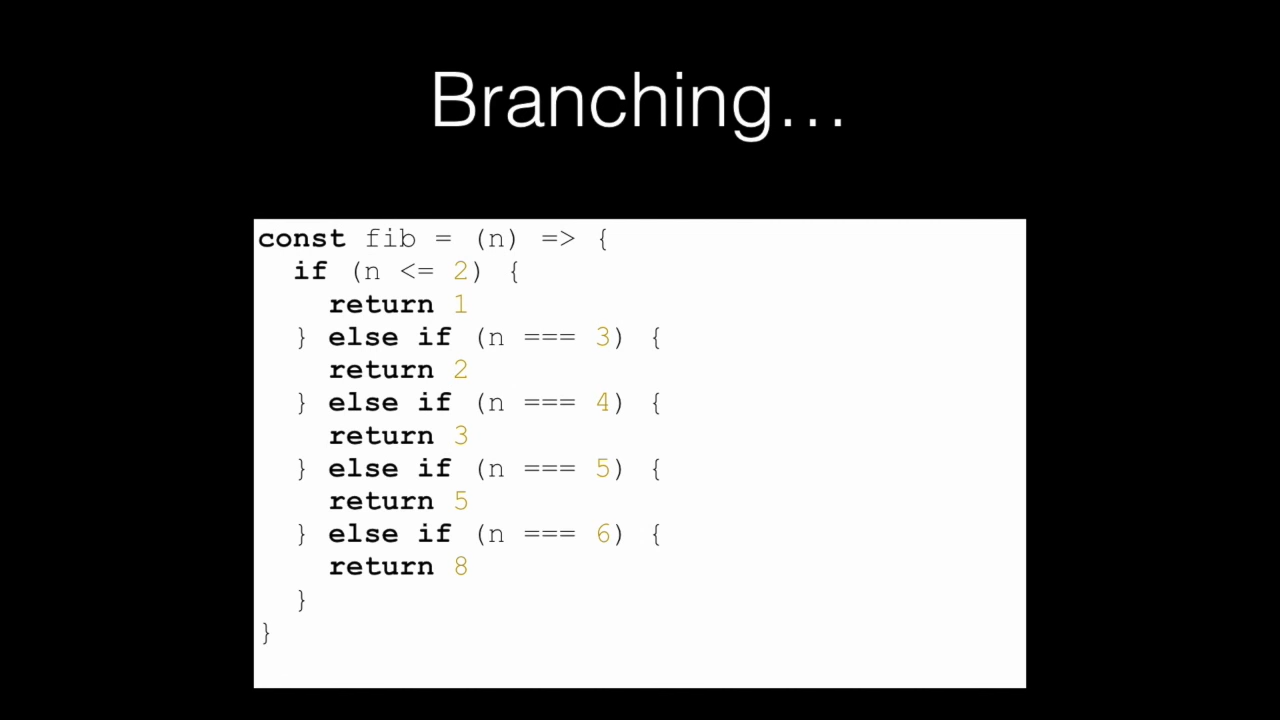 Branching…
const fib = (n) => {
  if (n <= 2) {
    return 1
  } else if (n === 3) {
    return 2
  } else if (n === 4) {
    return 3
  } else if (n === 5) {
    return 5
  } else if (n === 6) {
    return 8
  }
}